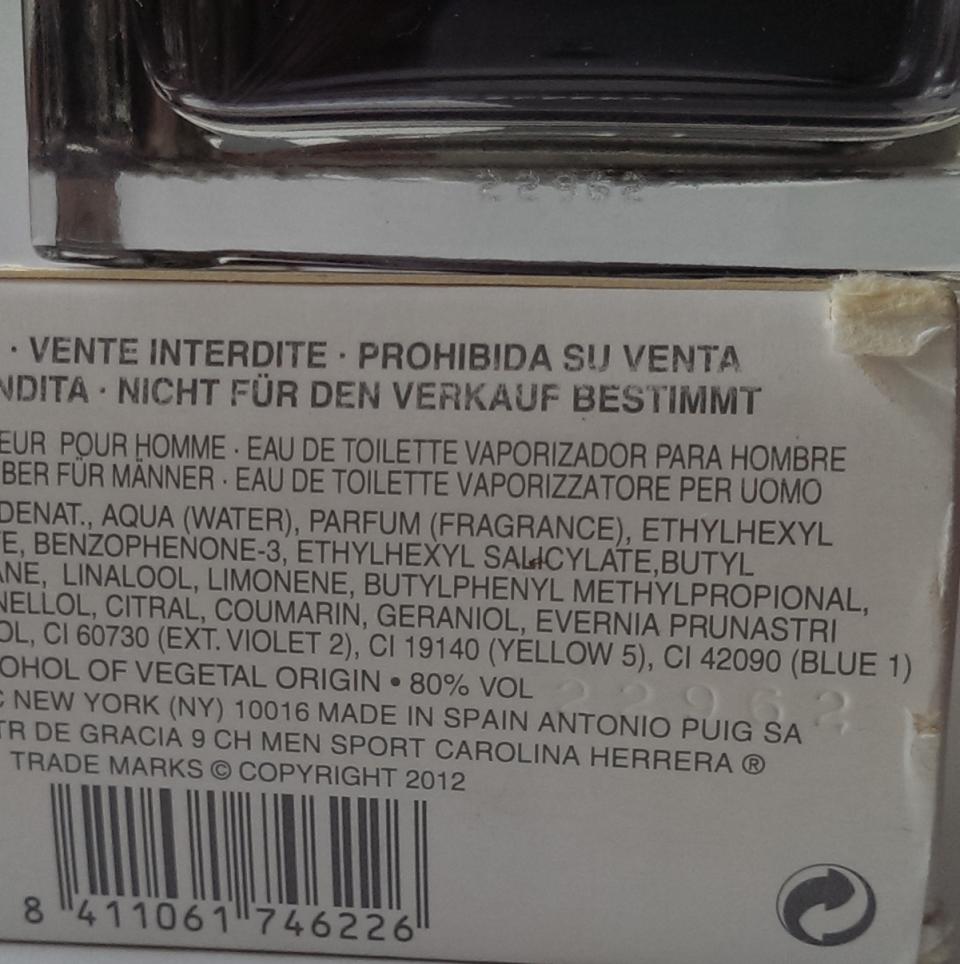 22962
· VENTE INTERDITE · PROHIBIDA SU VENTA
NDITA · NICHT FÜR DEN VERKAUF BESTIMMT
EUR POUR HOMME · EAU DE TOILETTE VAPORIZADOR PARA HOMBRE
BER FÜR MÄNNER · EAU DE TOILETTE VAPORIZZATORE PER UOMO
DENAT., AQUA (WATER), PARFUM (FRAGRANCE), ETHYLHEXYL
E, BENZOPHENONE-3, ETHYLHEXYL SALICYLATE,BUTYL
ANE, LINALOOL, LIMONENE, BUTYLPHENYL METHYLPROPIONAL,
NELLOL, CITRAL, COUMARIN, GERANIOL, EVERNIA PRUNASTRI
OL, CI 60730 (EXT. VIOLET 2), CI 19140 (YELLOW 5), CI 42090 (BLUE 1)
OHOL OF VEGETAL ORIGIN • 80% VOL
22962
C NEW YORK (NY) 10016 MADE IN SPAIN ANTONIO PUIG SA
TR DE GRACIA 9 CH MEN SPORT CAROLINA HERRERA ®
TRADE MARKS © COPYRIGHT 2012
8 411061 746226